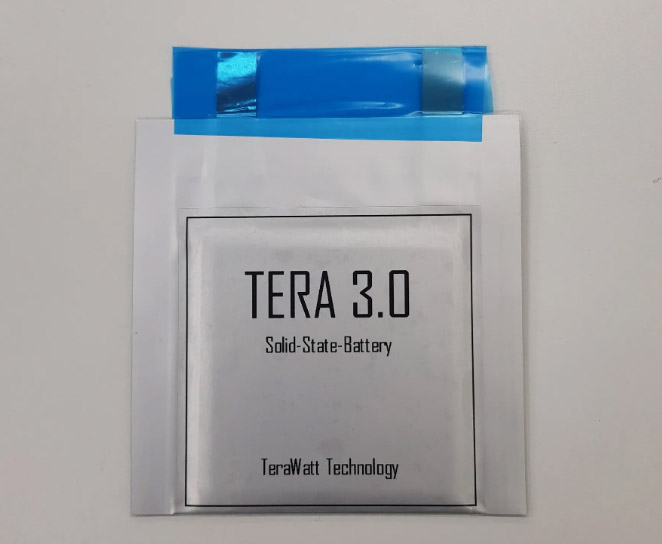 TERA 3.0
Solid-State-Battery
TeraWatt Technology